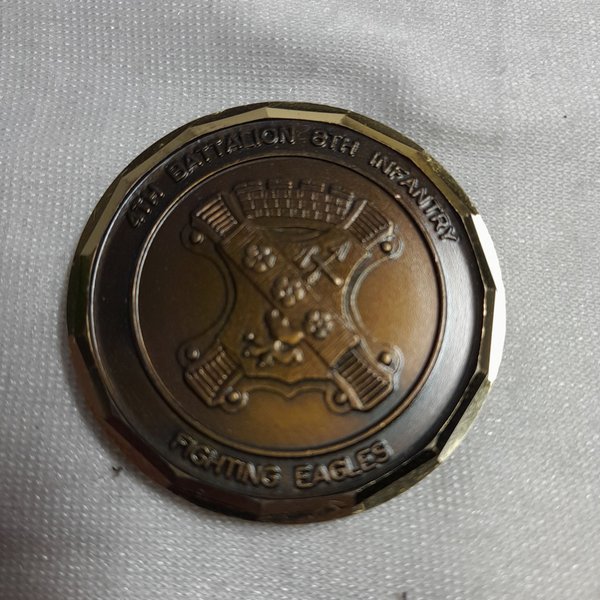 4TH BATTALION 8TH INFANTRY
FIGHTING EAGLES